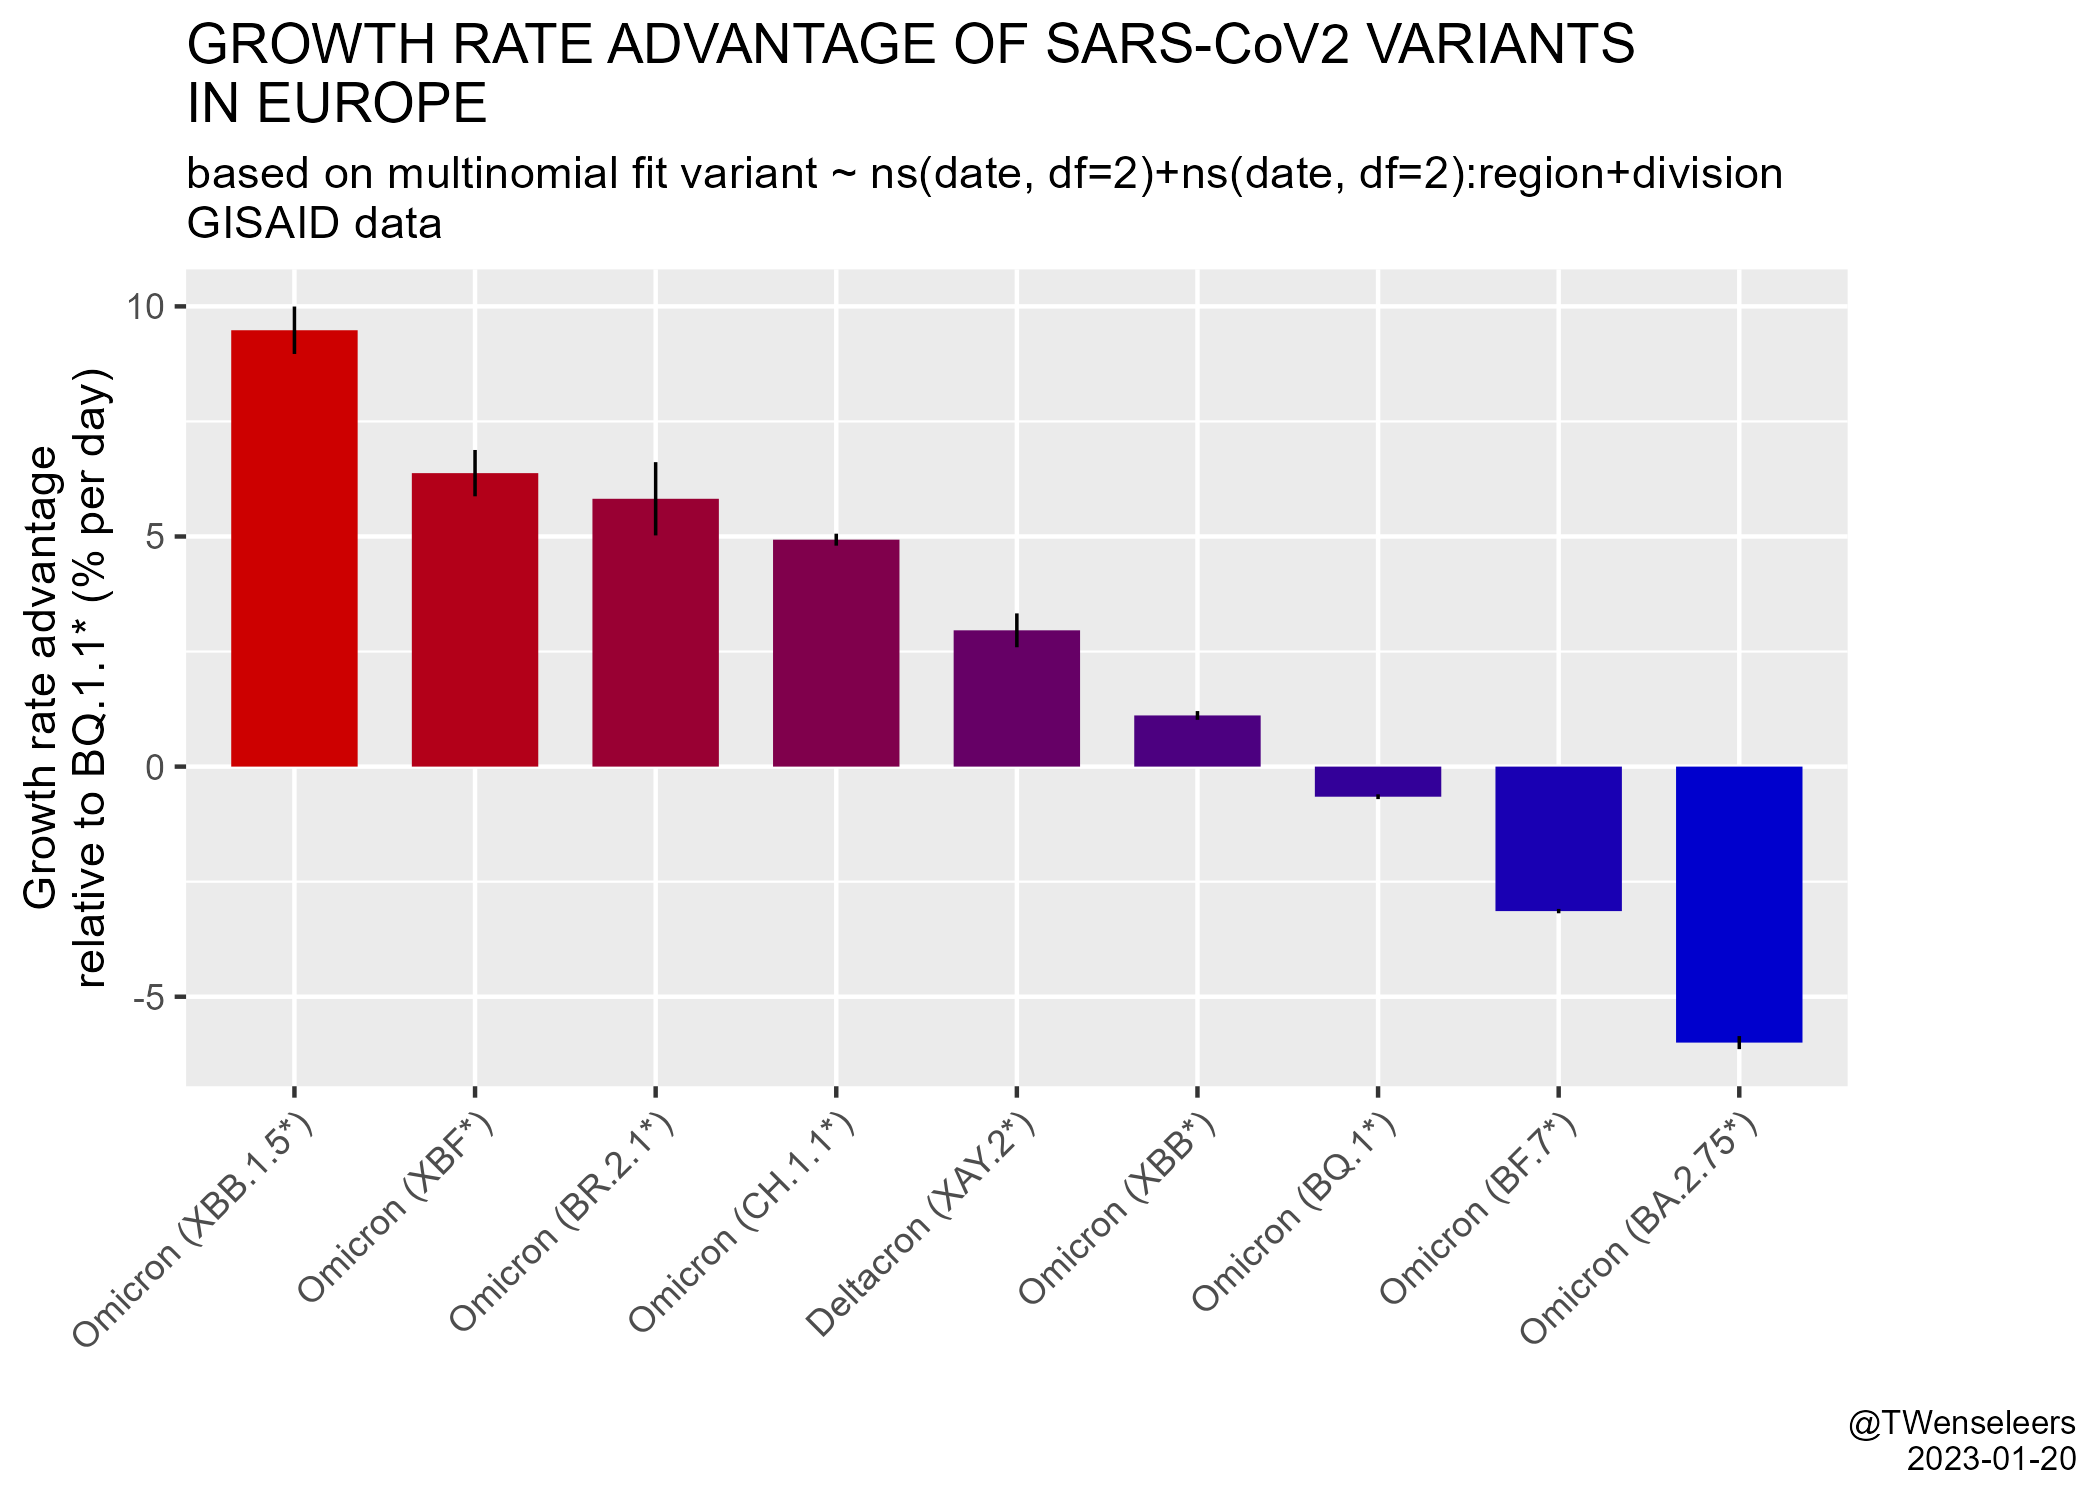 GROWTH RATE ADVANTAGE OF SARS-CoV2 VARIANTS
IN EUROPE
based on multinomial fit variant ~ ns(date, df=2)+ns(date, df=2):region+division
GISAID data
Growth rate advantage
relative to BQ.1.1* (% per day)
10
5
0
-5
Omicron (XBB.1.5*)
Omicron (XBF*)
Omicron (BR.2.1*)
Omicron (CH.1.1*)
Deltacron (XAY.2*)
Omicron (XBB*)
Omicron (BQ.1*)
Omicron (BF.7*)
Omicron (BA.2.75*)
@TWenseleers
2023-01-20